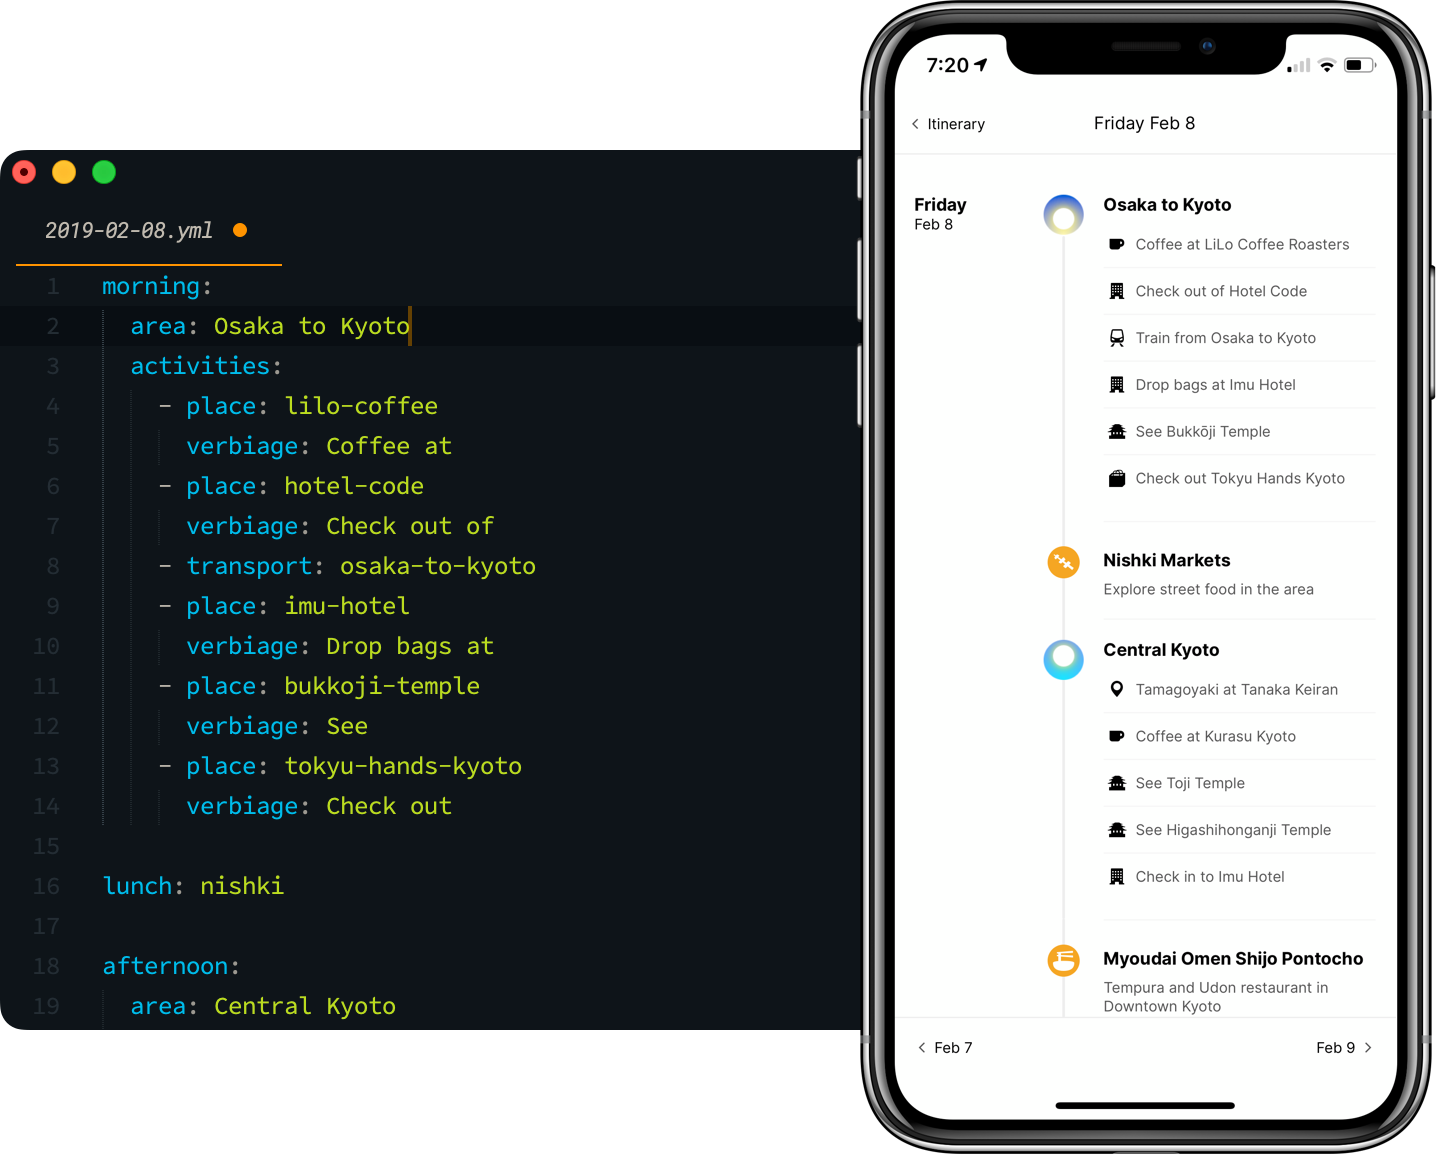 2019-02-08.yml
1 morning:
2 area: Osaka to Kyoto
3 activities:
4 - place: lilo-coffee
5 verbiage: Coffee at
6 - place: hotel-code
7 verbiage: Check out of
8 - transport: osaka-to-kyoto
9 - place: imu-hotel
10 verbiage: Drop bags at
11 - place: bukkoji-temple
12 verbiage: See
13 - place: tokyu-hands-kyoto
14 verbiage: Check out
15
16 lunch: nishki
17
18 afternoon:
19 area: Central Kyoto
7:20
Itinerary
Friday Feb 8
Friday
Feb 8
Osaka to Kyoto
Coffee at LiLo Coffee Roasters
Check out of Hotel Code
Train from Osaka to Kyoto
Drop bags at Imu Hotel
See Bukkōji Temple
Check out Tokyu Hands Kyoto
Nishki Markets
Explore street food in the area
Central Kyoto
Tamagoyaki at Tanaka Keiran
Coffee at Kurasu Kyoto
See Toji Temple
See Higashihonganji Temple
Check in to Imu Hotel
Myoudai Omen Shijo Pontocho
Tempura and Udon restaurant in
Downtown Kyoto
Feb 7
Feb 9